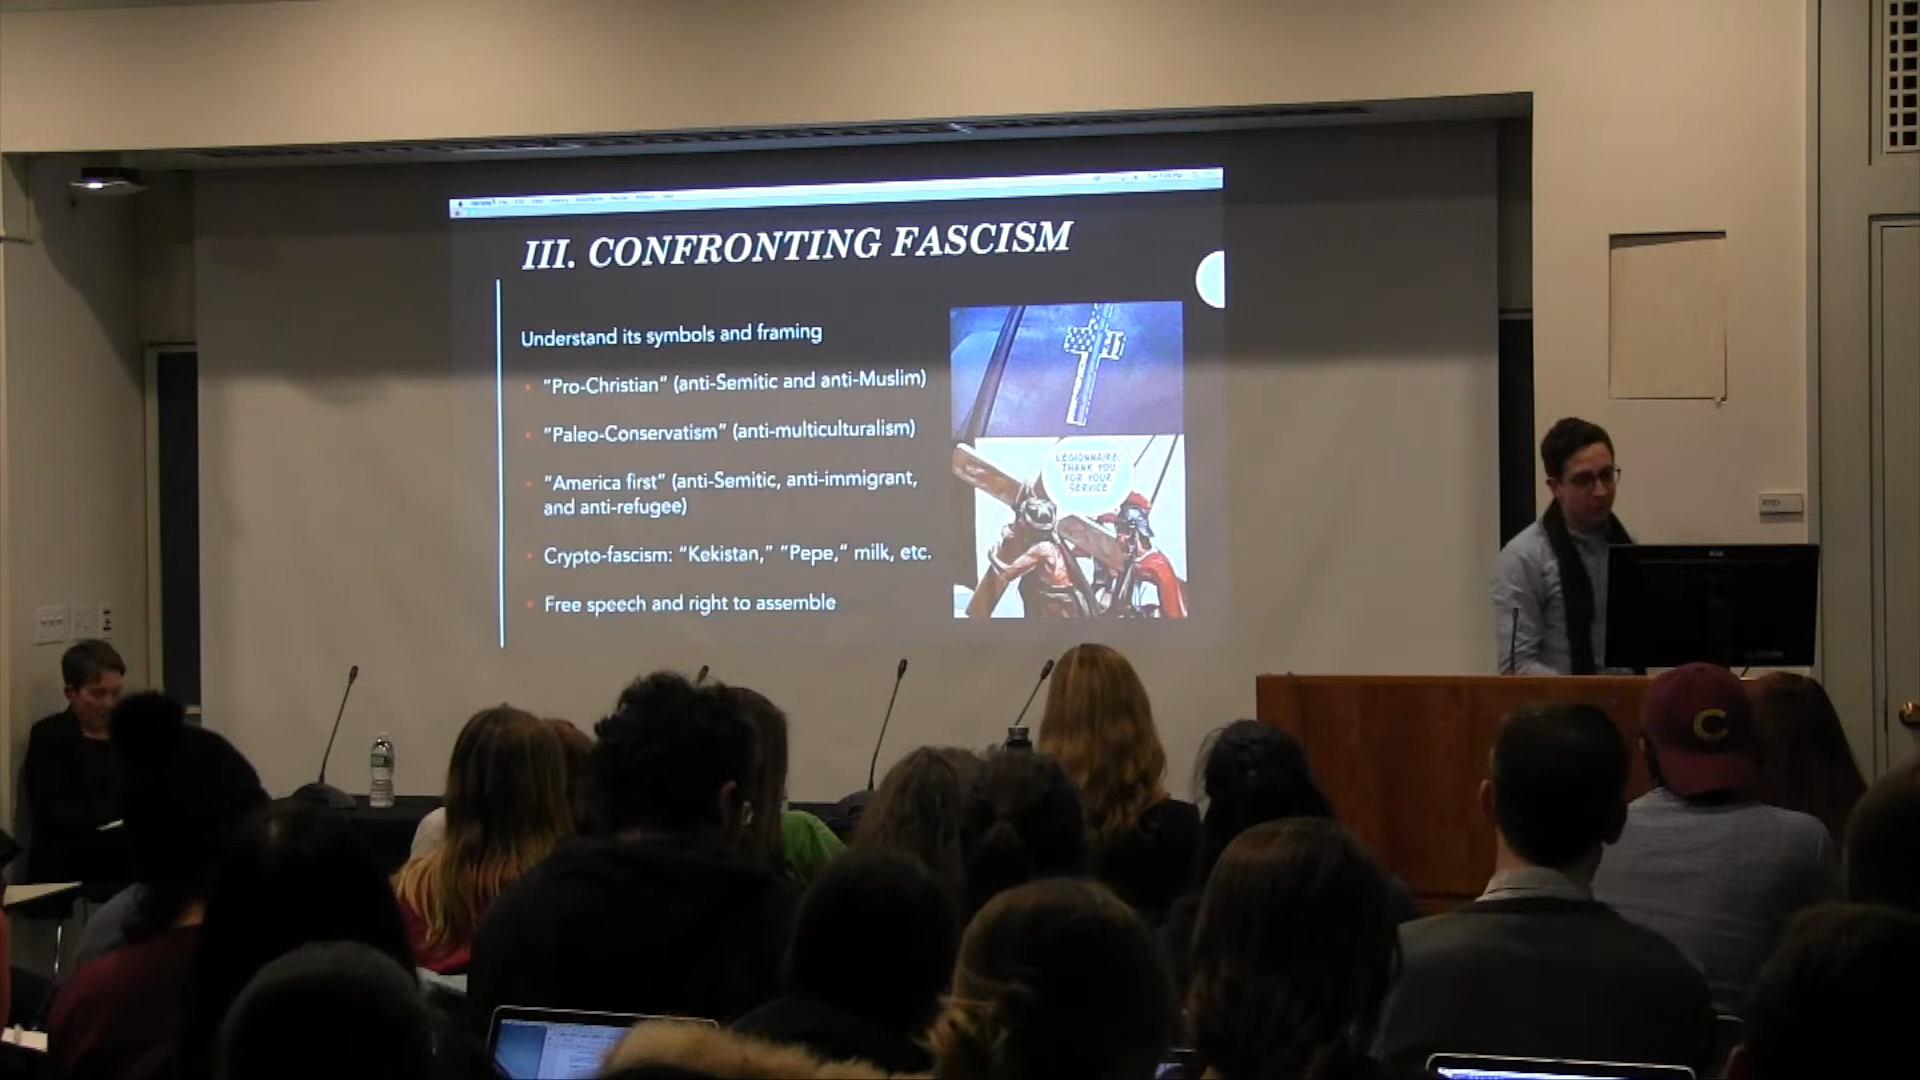 III. CONFRONTING FASCISM
Understand its symbols and framing
"Pro-Christian" (anti-Semitic and anti-Muslim)
"Paleo-Conservatism" (anti-multiculturalism)
"America first" (anti-Semitic, anti-immigrant,
and anti-refugee)
Crypto-fascism: "Kekistan," "Pepe," milk, etc.
Free speech and right to assemble
LEGIONNAIRE,
THANK YOU
FOR YOUR
SERVICE
C